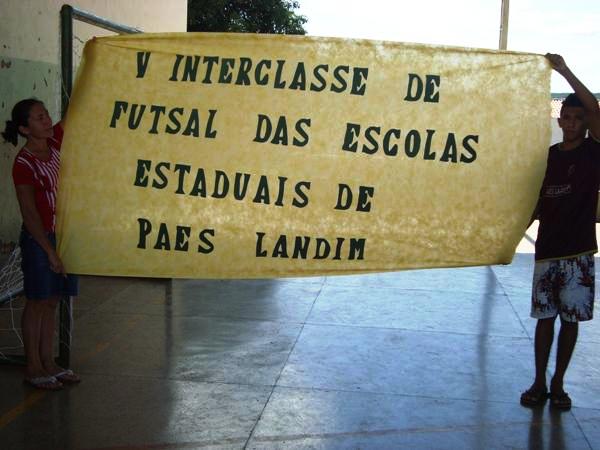 V INTERCLASSE DE
FUTSAL DAS ESCOLAS
ESTADUAIS DE
PAES LANDIM